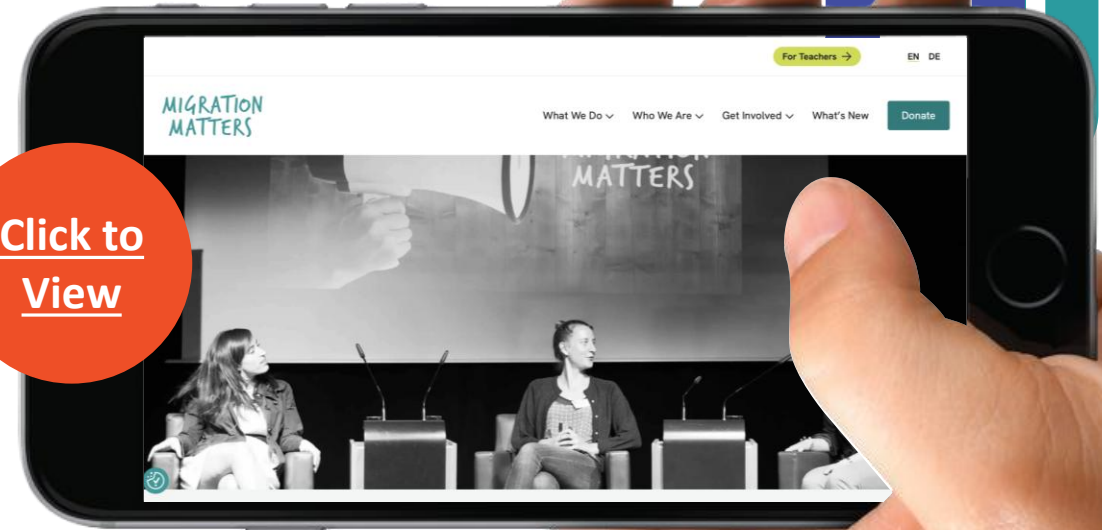 For Teachers →
EN DE
MIGRATION
MATTERS
What We Do
Who We Are
Get Involved
What's New
Donate
MATTERS
Click to
View